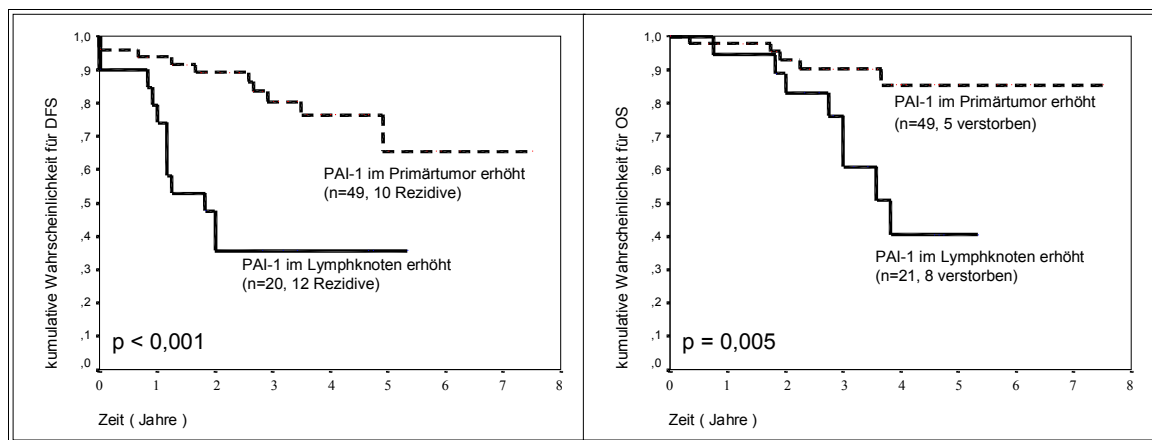 kumulative Wahrscheinlichkeit für DFS
1,0
,9
,8
,7
,6
,5
,4
,3
,2
,1
,0
PAI-1 im Primärtumor erhöht
(n=49, 10 Rezidive)
PAI-1 im Lymphknoten erhöht
(n=20, 12 Rezidive)
p < 0,001
0 1 2 3 4 5 6 7 8
Zeit ( Jahre )
kumulative Wahrscheinlichkeit für OS
1,0
,9
,8
,7
,6
,5
,4
,3
,2
,1
,0
PAI-1 im Primärtumor erhöht
(n=49, 5 verstorben)
PAI-1 im Lymphknoten erhöht
(n=21, 8 verstorben)
p = 0,005
0 1 2 3 4 5 6 7 8
Zeit ( Jahre )